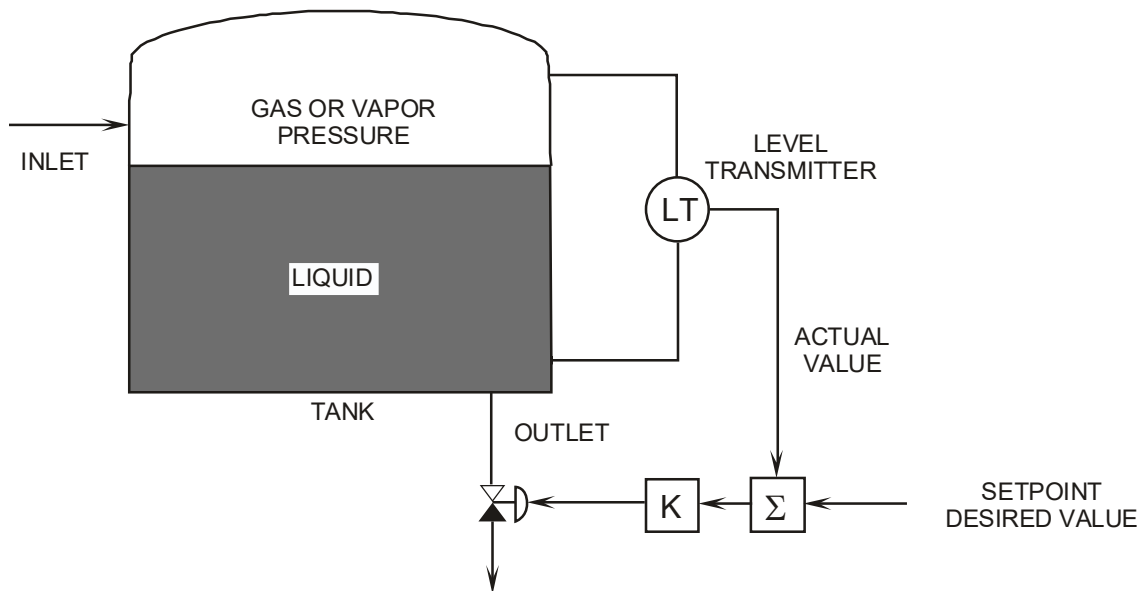 GAS OR VAPOR
PRESSURE
INLET
LEVEL
TRANSMITTER
LT
LIQUID
ACTUAL
VALUE
TANK
OUTLET
K
Σ
SETPOINT
DESIRED VALUE